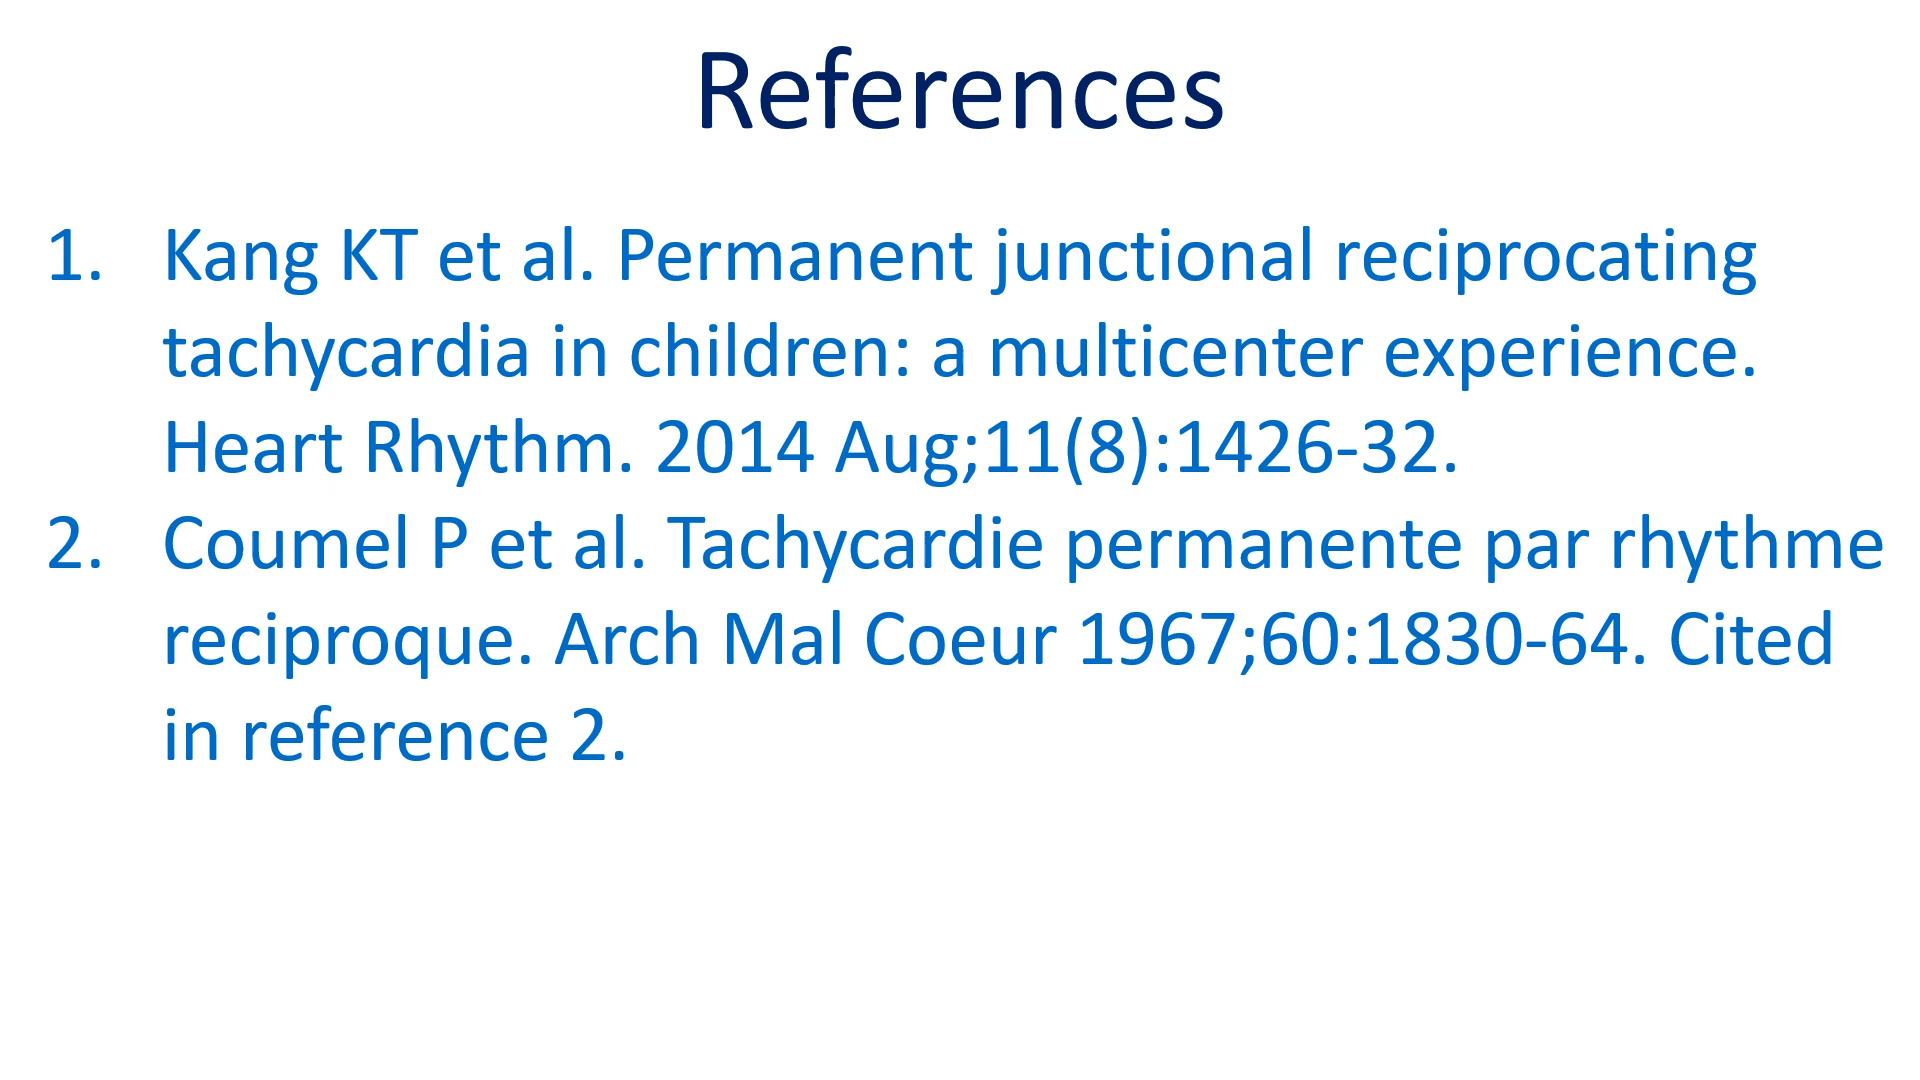 References
1. Kang KT et al. Permanent junctional reciprocating
tachycardia in children: a multicenter experience.
Heart Rhythm. 2014 Aug;11(8):1426-32.
2. Coumel P et al. Tachycardie permanente par rhythme
reciproque. Arch Mal Coeur 1967;60:1830-64. Cited
in reference 2.